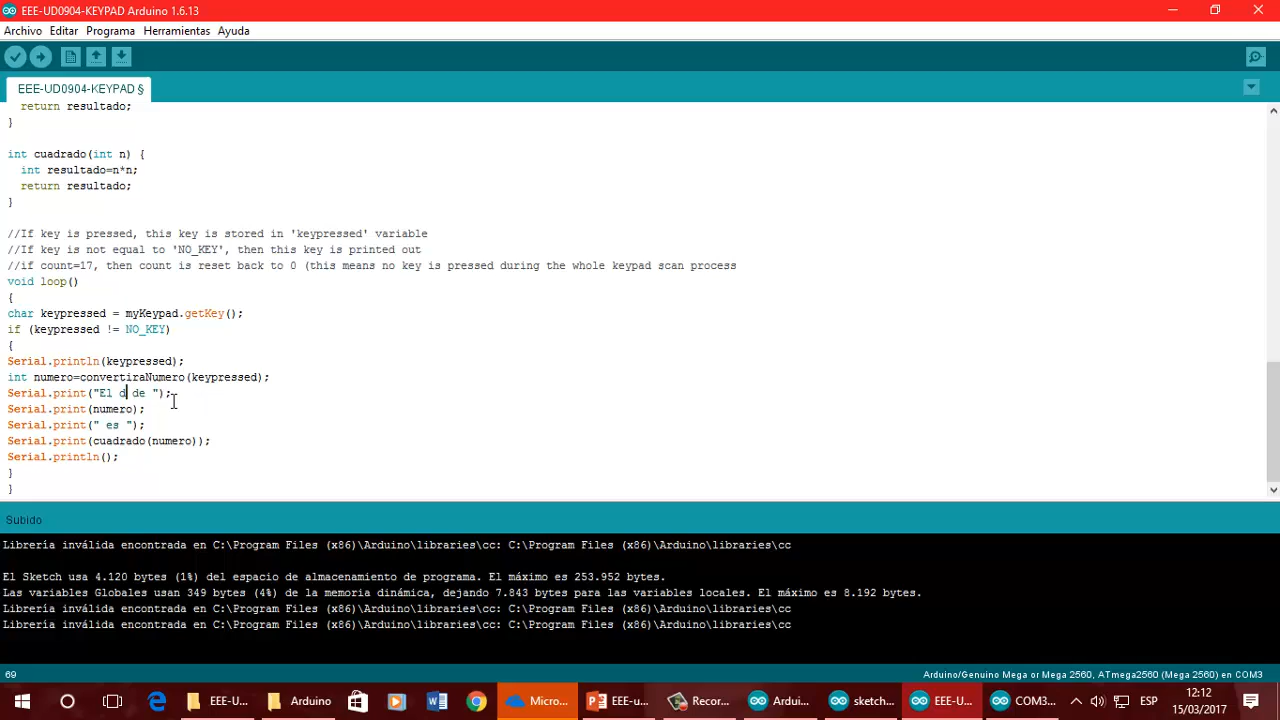 EEE-UD0904-KEYPAD Arduino 1.6.13
Archivo Editar Programa Herramientas Ayuda
EEE-UD0904-KEYPAD §
return resultado;
}
int cuadrado(int n) {
int resultado=n*n;
return resultado;
}
//If key is pressed, this key is stored in 'keypressed' variable
//If key is not equal to 'NO_KEY', then this key is printed out
//if count=17, then count is reset back to 0 (this means no key is pressed during the whole keypad scan process
void loop()
{
char keypressed = myKeypad.getKey();
if (keypressed != NO_KEY)
{
Serial.println(keypressed);
int numero=convertiraNumero(keypressed);
Serial.print("El d de ");
Serial.print(numero);
Serial.print(" es ");
Serial.print(cuadrado(numero));
Serial.println();
}
}
Subido
Librería inválida encontrada en C:\Program Files (x86)\Arduino\libraries\cc: C:\Program Files (x86)\Arduino\libraries\cc
El Sketch usa 4.120 bytes (1%) del espacio de almacenamiento de programa. El máximo es 253.952 bytes.
Las variables Globales usan 349 bytes (4%) de la memoria dinámica, dejando 7.843 bytes para las variables locales. El máximo es 8.192 bytes.
Librería inválida encontrada en C:\Program Files (x86)\Arduino\libraries\cc: C:\Program Files (x86)\Arduino\libraries\cc
Librería inválida encontrada en C:\Program Files (x86)\Arduino\libraries\cc: C:\Program Files (x86)\Arduino\libraries\cc
69 Arduino/Genuino Mega or Mega 2560, ATmega2560 (Mega 2560) en COM3
EEE-U... Arduino Micro... EEE-u... Recor... Ardui... sketch... EEE-U... COM3... ESP 12:12
15/03/2017